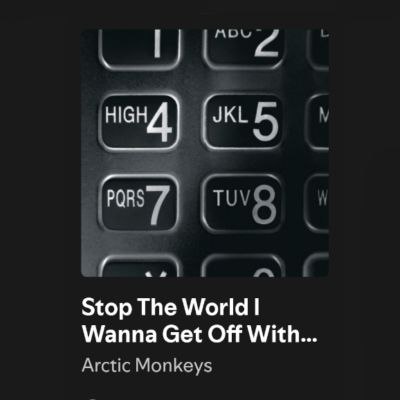 1 ABC 2
HIGH 4 JKL 5 M
PQRS 7 TUV 8 W
Stop The World I
Wanna Get Off With...
Arctic Monkeys